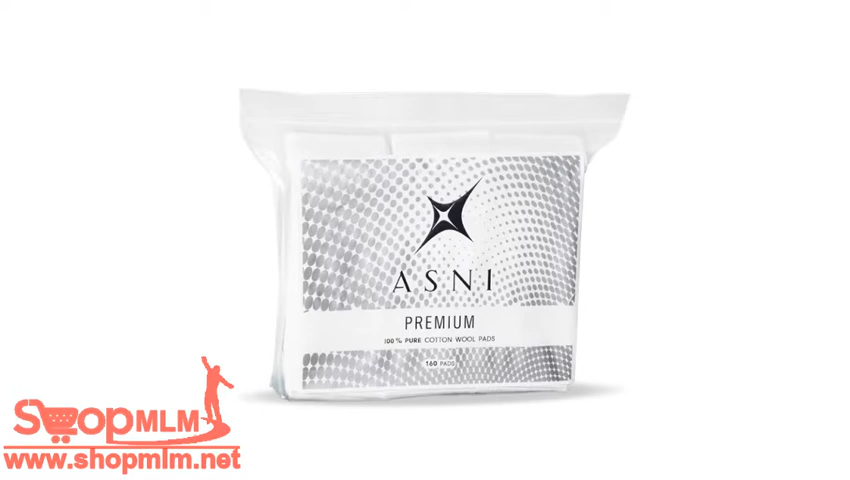 ASNI
PREMIUM
100% PURE COTTON WOOL PADS
160 PADS
ShopMLM
www.shopmlm.net